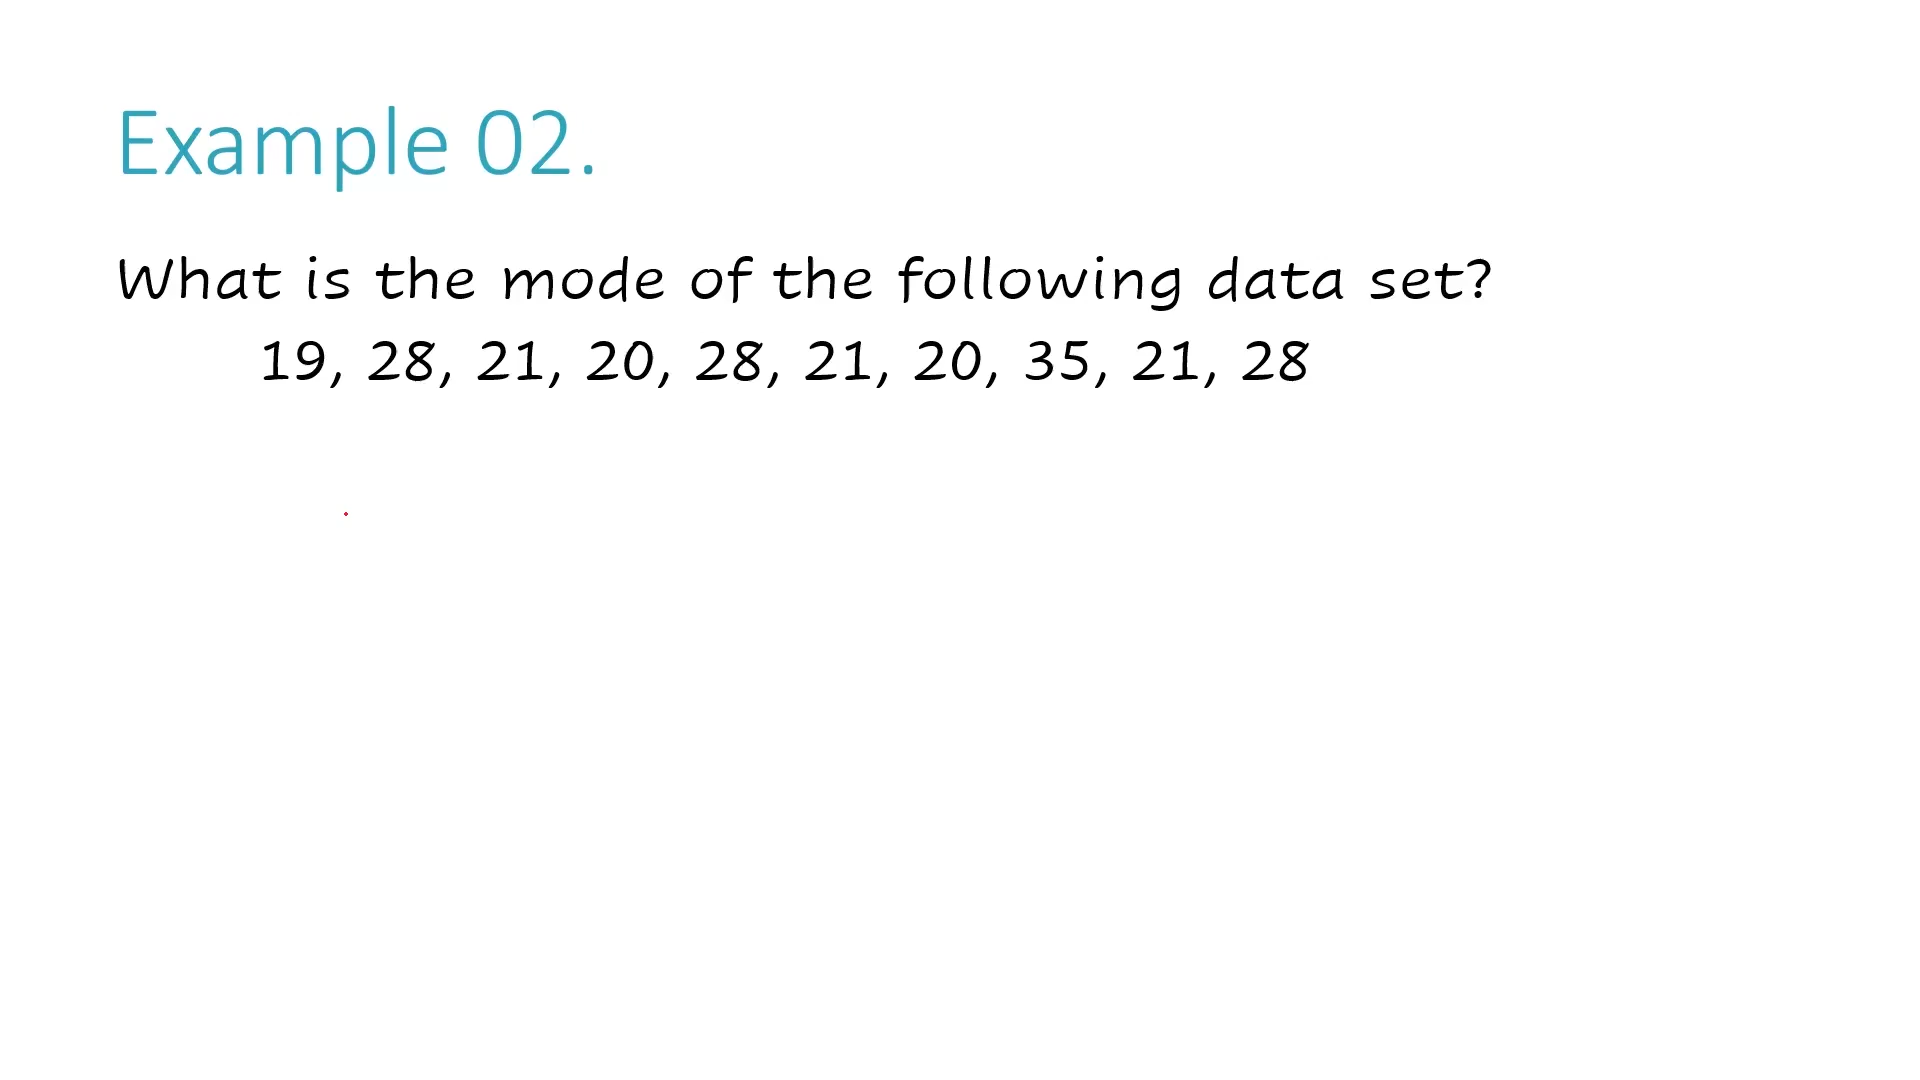 Example 02.
What is the mode of the following data set?
19, 28, 21, 20, 28, 21, 20, 35, 21, 28